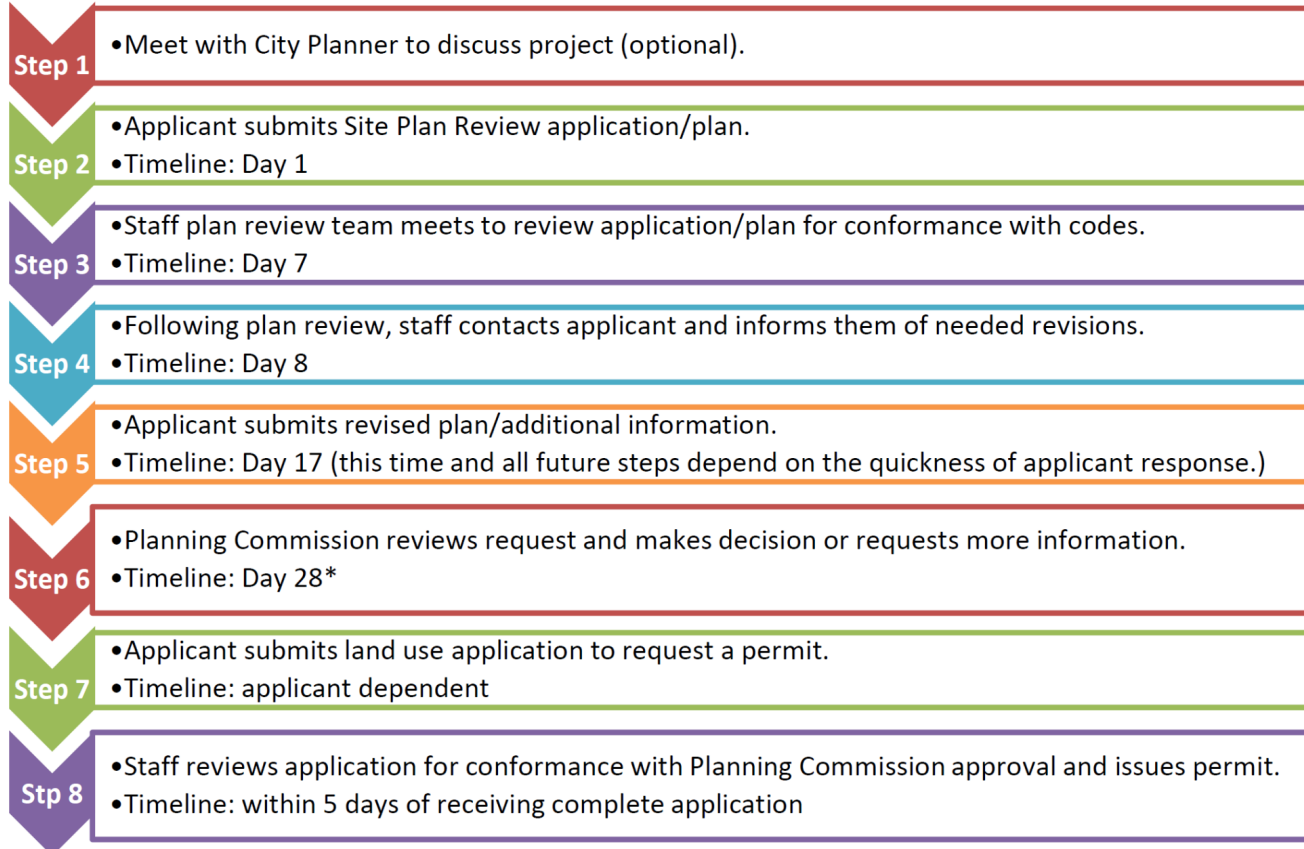 Step 1
•Meet with City Planner to discuss project (optional).
Step 2
•Applicant submits Site Plan Review application/plan.
•Timeline: Day 1
Step 3
•Staff plan review team meets to review application/plan for conformance with codes.
•Timeline: Day 7
Step 4
•Following plan review, staff contacts applicant and informs them of needed revisions.
•Timeline: Day 8
Step 5
•Applicant submits revised plan/additional information.
•Timeline: Day 17 (this time and all future steps depend on the quickness of applicant response.)
Step 6
•Planning Commission reviews request and makes decision or requests more information.
•Timeline: Day 28*
Step 7
•Applicant submits land use application to request a permit.
•Timeline: applicant dependent
Stp 8
•Staff reviews application for conformance with Planning Commission approval and issues permit.
•Timeline: within 5 days of receiving complete application